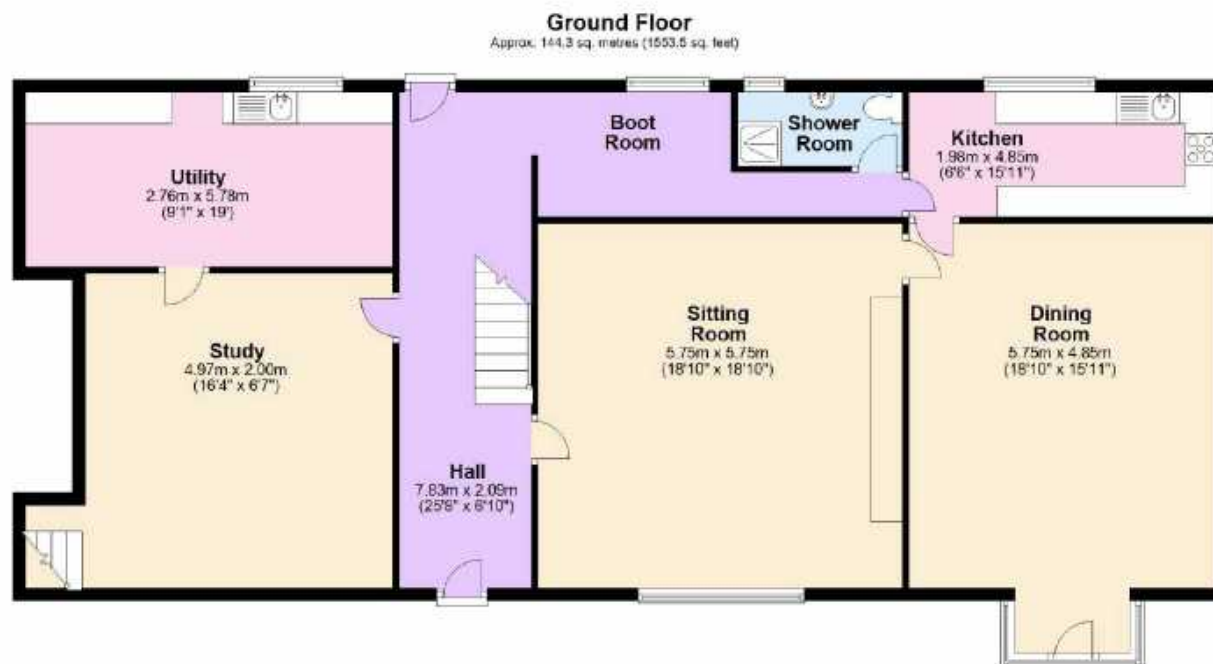 Ground Floor
Approx. 144.3 sq. metres (1553.5 sq. feet)
Boot
Room
Shower
Room
Kitchen
1.98m x 4.85m
(6'6" x 15'11")
Utility
2.76m x 5.78m
(9'1" x 19')
Sitting
Room
5.75m x 5.75m
(18'10" x 18'10")
Dining
Room
5.75m x 4.85m
(18'10" x 15'11")
Study
4.97m x 2.00m
(16'4" x 6'7")
Hall
7.83m x 2.09m
(25'8" x 6'10")